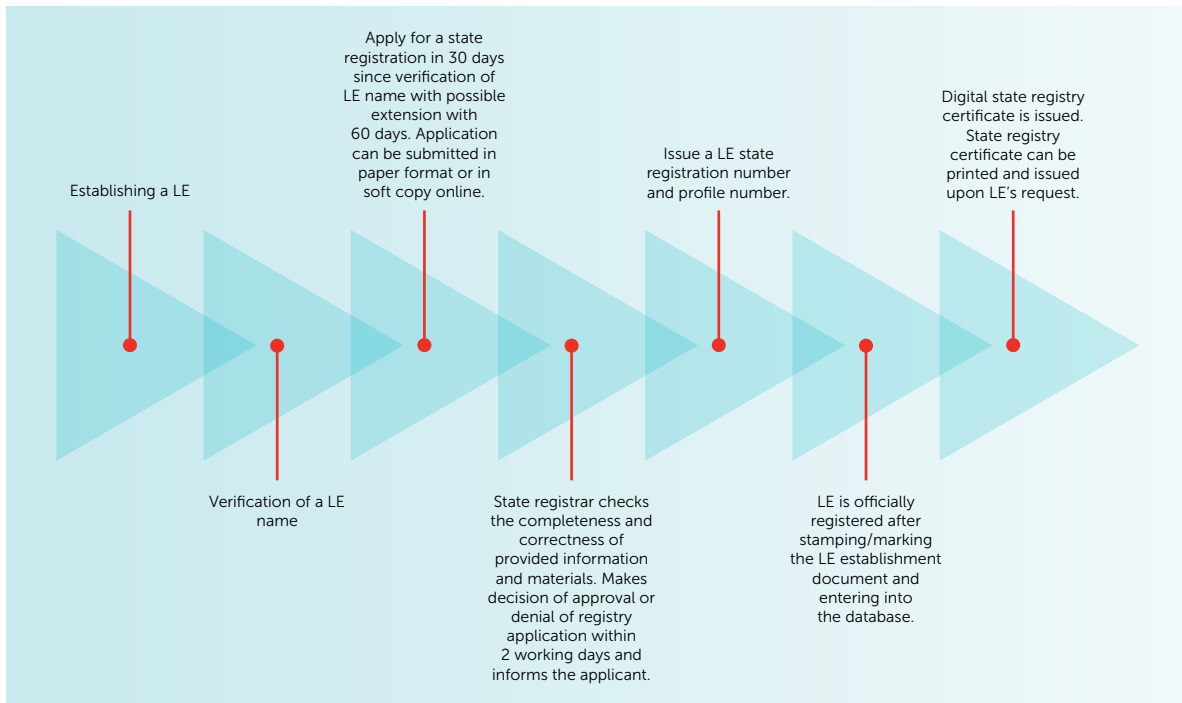 Establishing a LE
Verification of a LE
name
Apply for a state
registration in 30 days
since verification of
LE name with possible
extension with
60 days. Application
can be submitted in
paper format or in
soft copy online.
State registrar checks
the completeness and
correctness of
provided information
and materials. Makes
decision of approval or
denial of registry
application within
2 working days and
informs the applicant.
Issue a LE state
registration number
and profile number.
LE is officially
registered after
stamping/marking
the LE establishment
document and
entering into
the database.
Digital state registry
certificate is issued.
State registry
certificate can be
printed and issued
upon LE’s request.